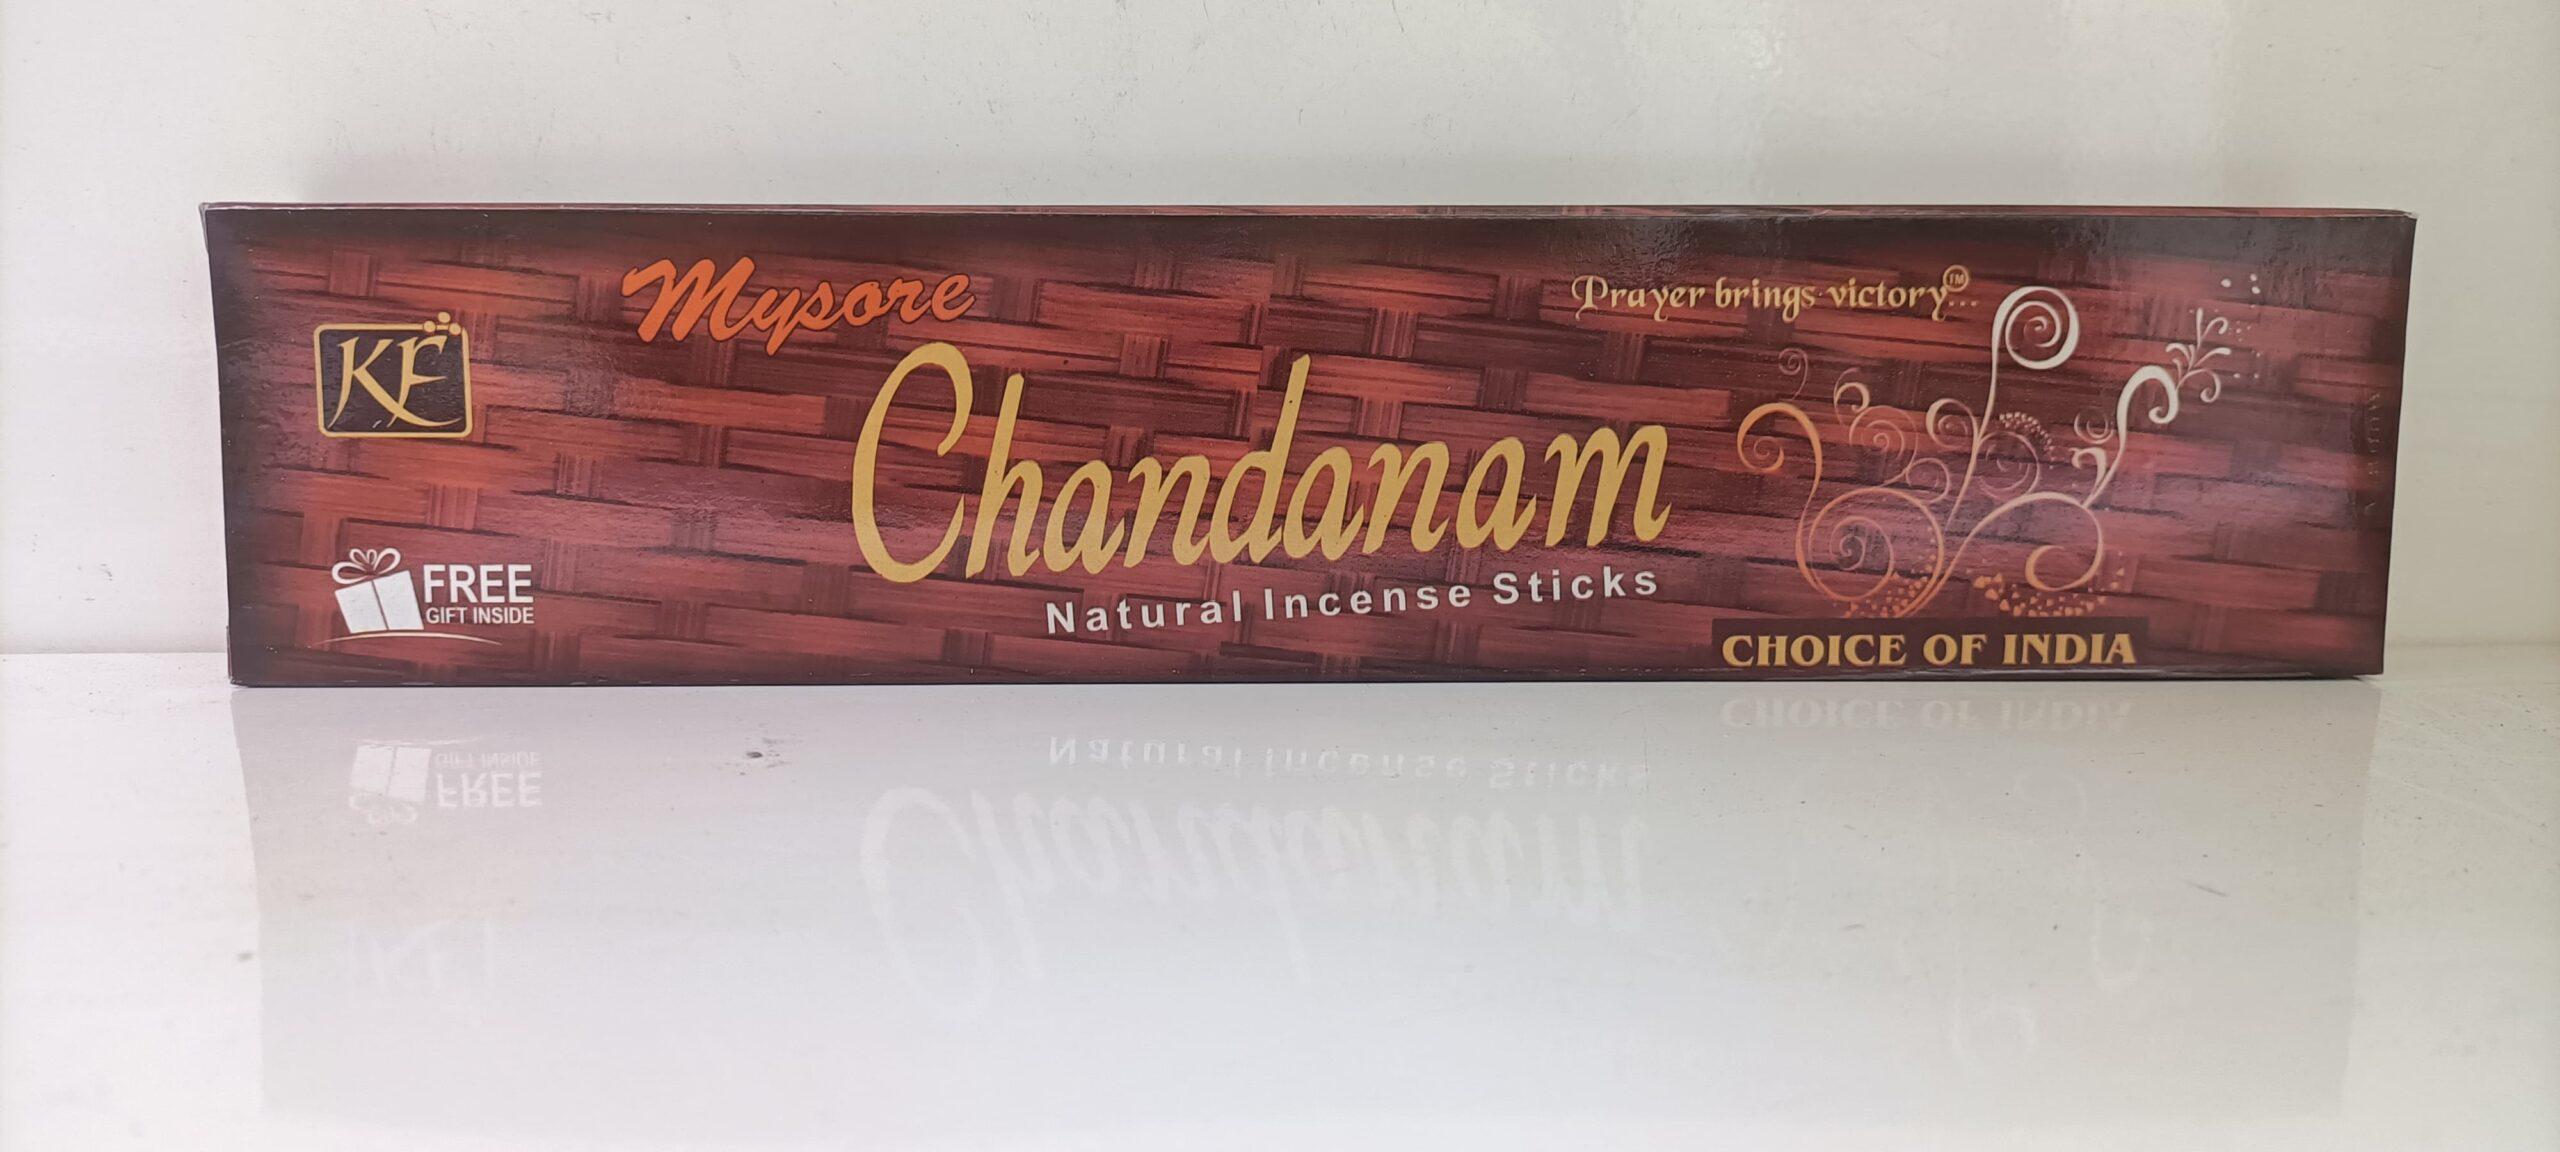 KF
Mysore
Prayer brings victory™...
Chandanam
Natural Incense Sticks
FREE
GIFT INSIDE
CHOICE OF INDIA